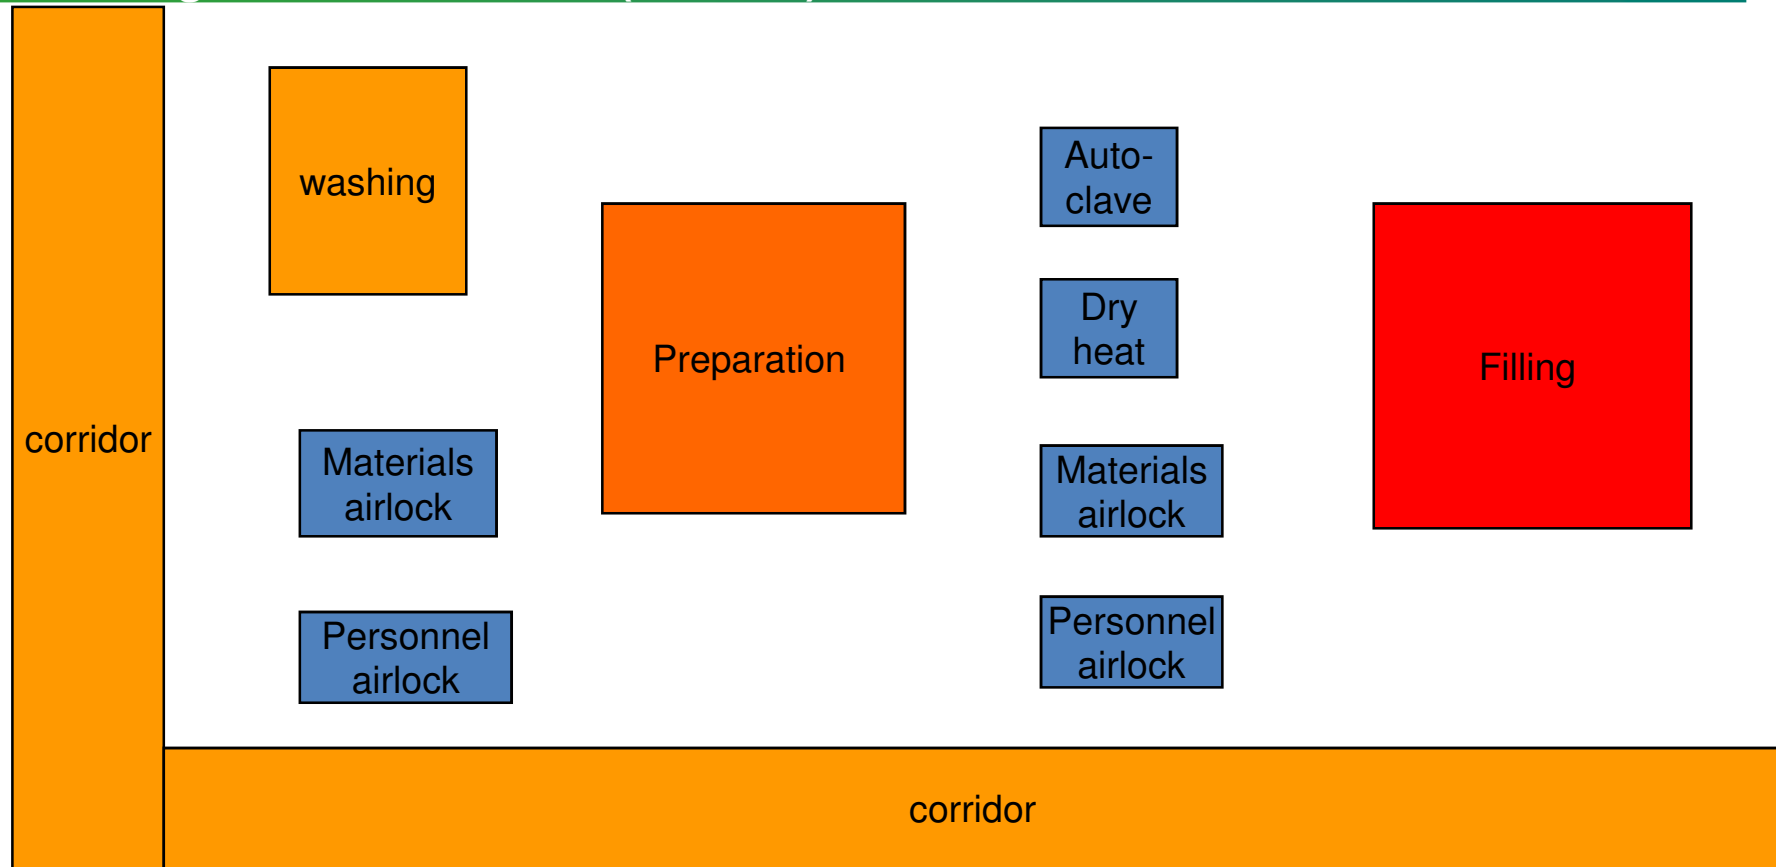 washing
Auto-
clave
Dry
heat
Preparation
Filling
corridor
Materials
airlock
Materials
airlock
Personnel
airlock
Personnel
airlock
corridor